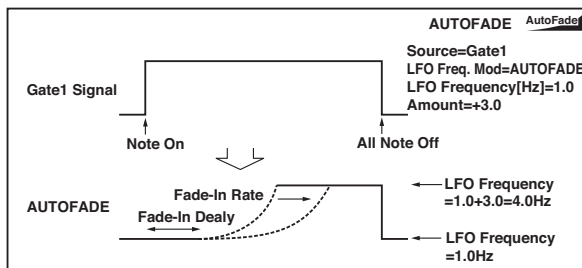 AUTOFADE AutoFade
Source=Gate1
LFO Freq. Mod=AUTOFADE
LFO Frequency[Hz]=1.0
Amount=+3.0
Gate1 Signal
Note On
All Note Off
Fade-In Rate
LFO Frequency
=1.0+3.0=4.0Hz
AUTOFADE
Fade-In Dealy
LFO Frequency
=1.0Hz